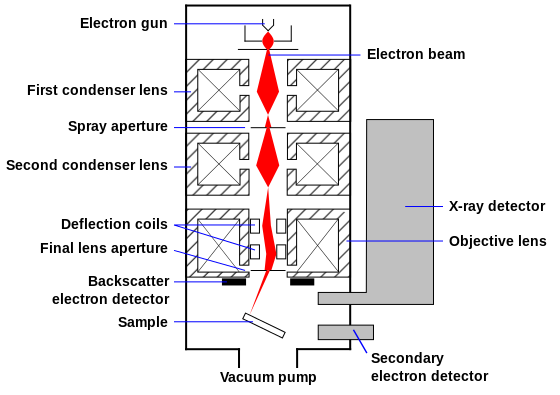 Electron gun
Electron beam
First condenser lens
Spray aperture
Second condenser lens
X-ray detector
Deflection coils
Objective lens
Final lens aperture
Backscatter
electron detector
Sample
Secondary
electron detector
Vacuum pump